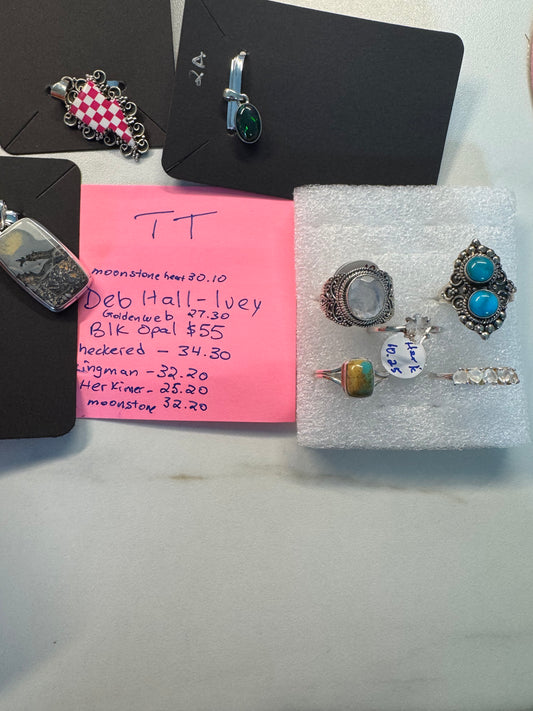 2A
TT
moonstone heart 30.10
Deb Hall-Ivey
Goldenweb 27.30
Blk Opal $55
heckered - 34.30
ingman - 32.20
Herkimer - 25.20
moonstone 32.20
Herk
10.25